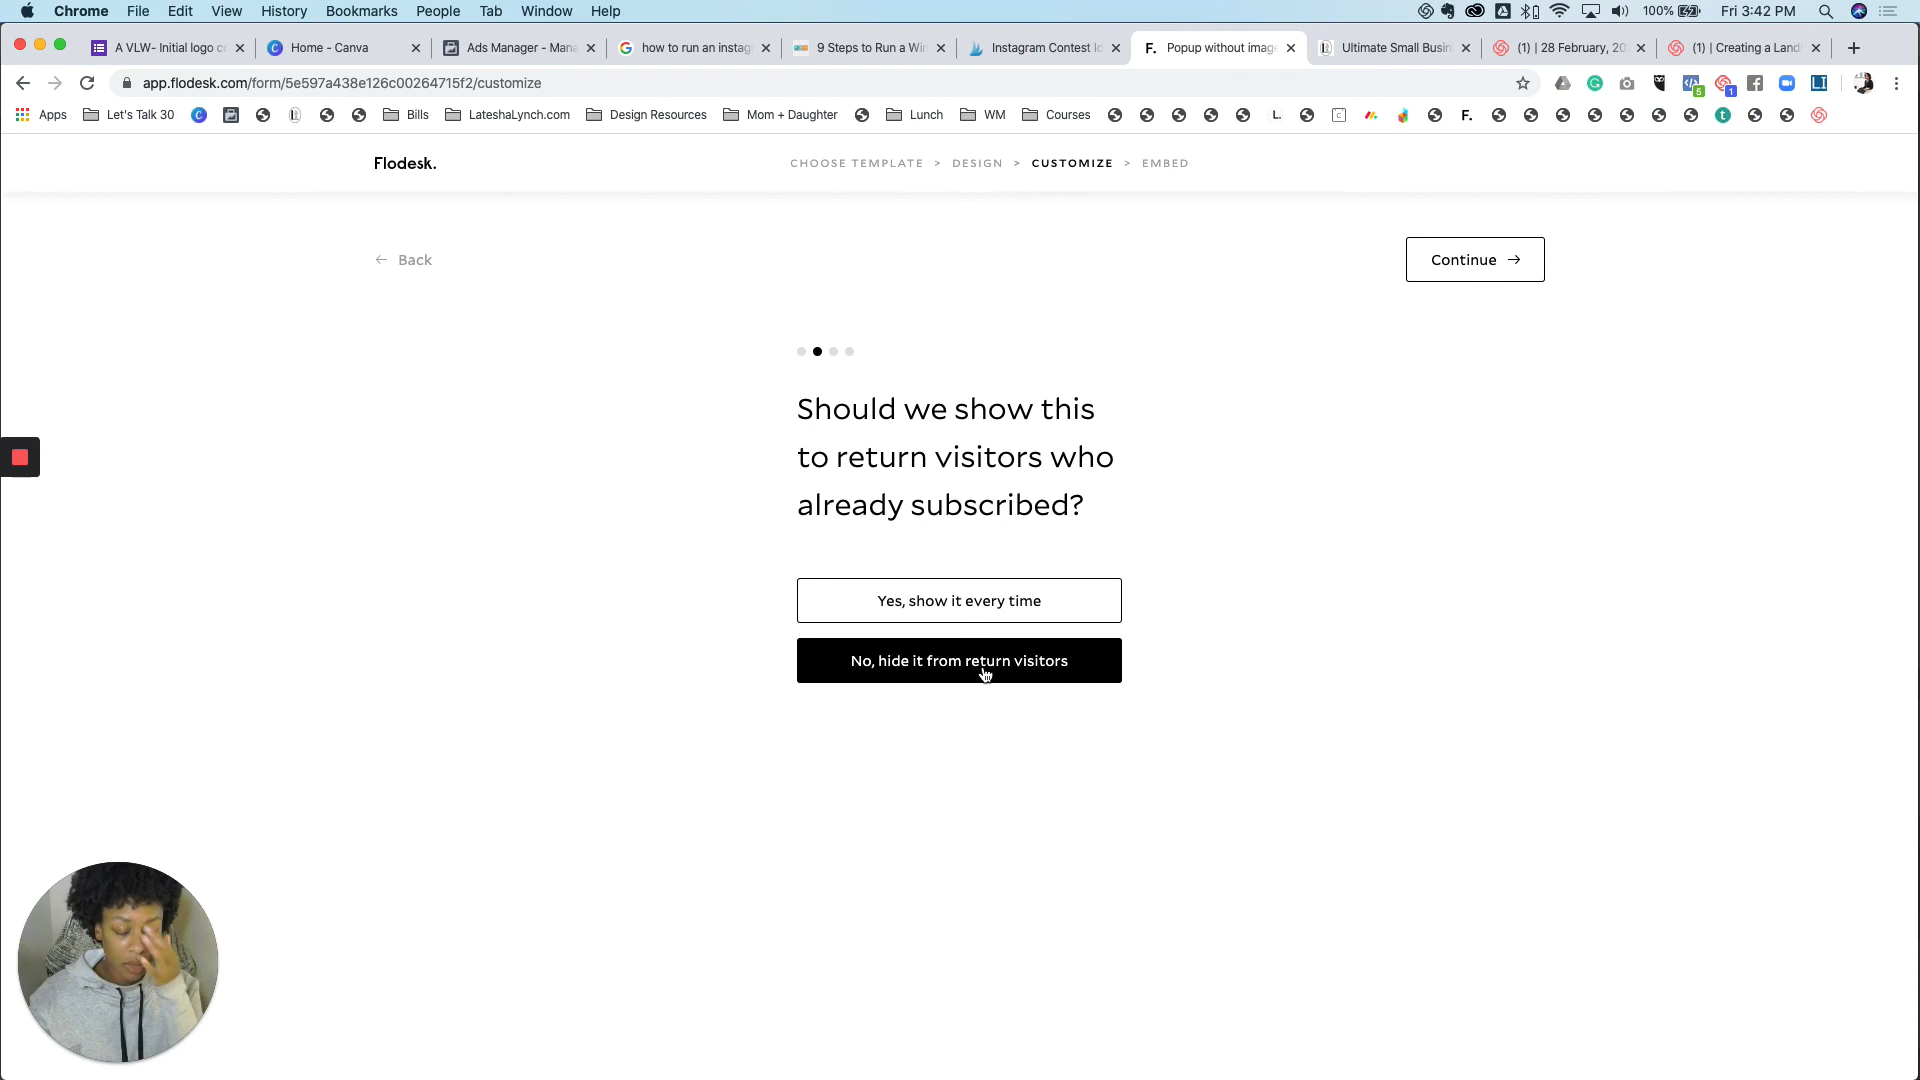 Chrome File Edit View History Bookmarks People Tab Window Help 100% Fri 3:42 PM
A VLW- Initial logo c
Home - Canva
Ads Manager - Mana
how to run an instag
9 Steps to Run a Win
Instagram Contest Id
F. Popup without image
Ultimate Small Busin
(1) | 28 February, 20
(1) | Creating a Land
app.flodesk.com/form/5e597a438e126c00264715f2/customize
5 1 LI
Apps Let's Talk 30 Bills LateshaLynch.com Design Resources Mom + Daughter Lunch WM Courses L. C F. t
Flodesk.
CHOOSE TEMPLATE > DESIGN > CUSTOMIZE > EMBED
← Back
Continue →
Should we show this
to return visitors who
already subscribed?
Yes, show it every time
No, hide it from return visitors